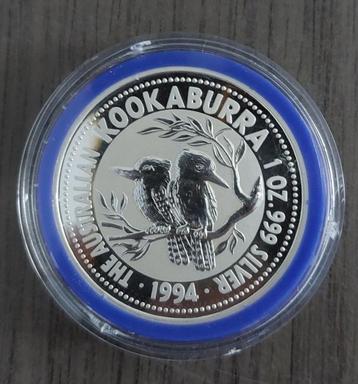 THE AUSTRALIAN KOOKABURRA 1 OZ 999 SILVER
· 1994 ·